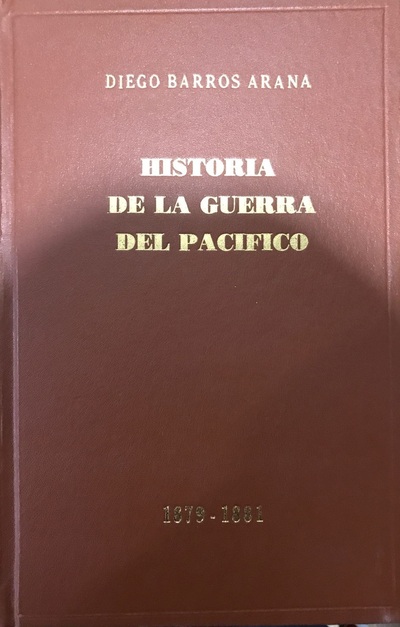 DIEGO BARROS ARANA
HISTORIA
DE LA GUERRA
DEL PACIFICO
1879-1881